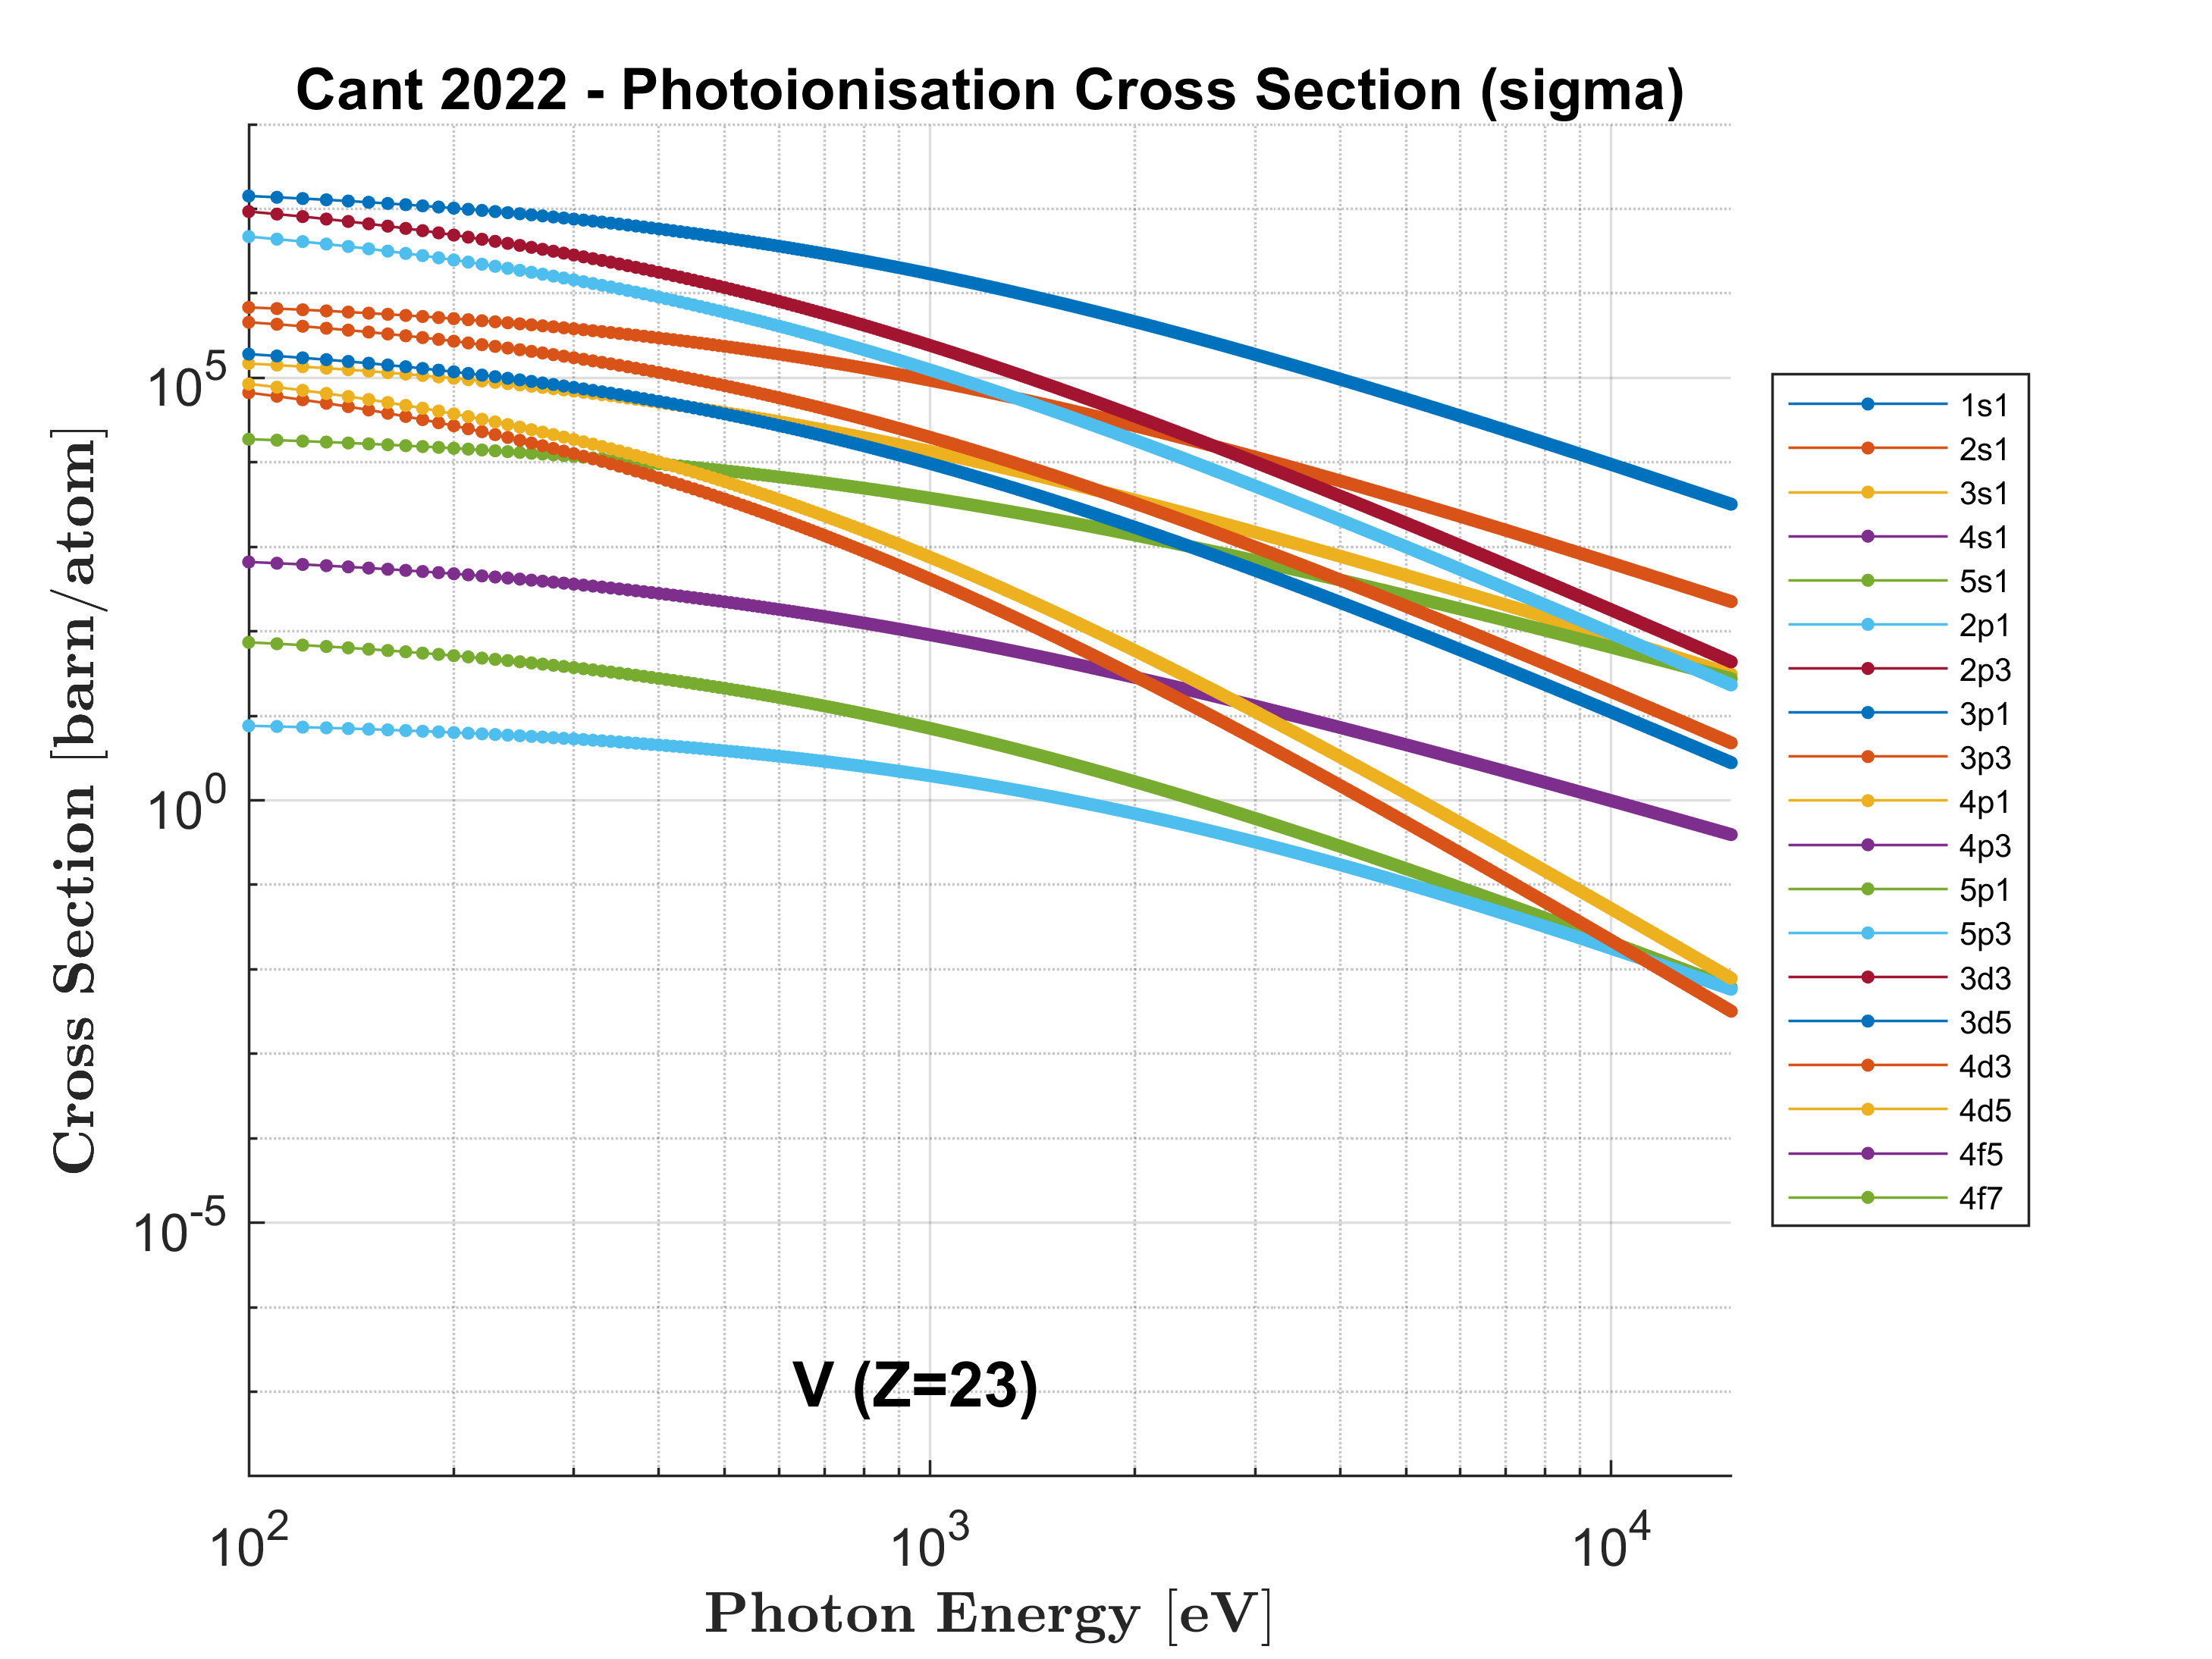 Cant 2022 - Photoionisation Cross Section (sigma)
Cross Section [barn/atom]
10^5
10^0
10^-5
10^2
10^3
10^4
Photon Energy [eV]
V (Z=23)
1s1
2s1
3s1
4s1
5s1
2p1
2p3
3p1
3p3
4p1
4p3
5p1
5p3
3d3
3d5
4d3
4d5
4f5
4f7